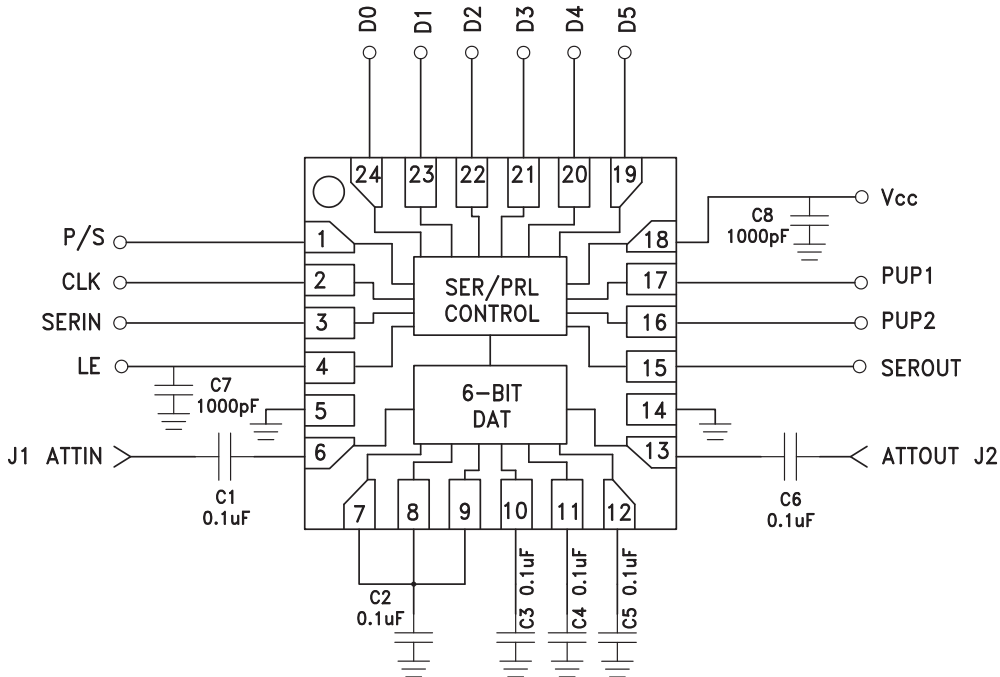 D0
D1
D2
D3
D4
D5
24
23
22
21
20
19
Vcc
C8
1000pF
P/S
1
18
CLK
2
SER/PRL
CONTROL
17
PUP1
SERIN
3
16
PUP2
LE
4
15
SEROUT
C7
1000pF
6-BIT
DAT
5
14
J1 ATTIN
6
13
ATTOUT J2
C1
0.1uF
C6
0.1uF
7
8
9
10
11
12
C2
0.1uF
C3 0.1uF
C4 0.1uF
C5 0.1uF